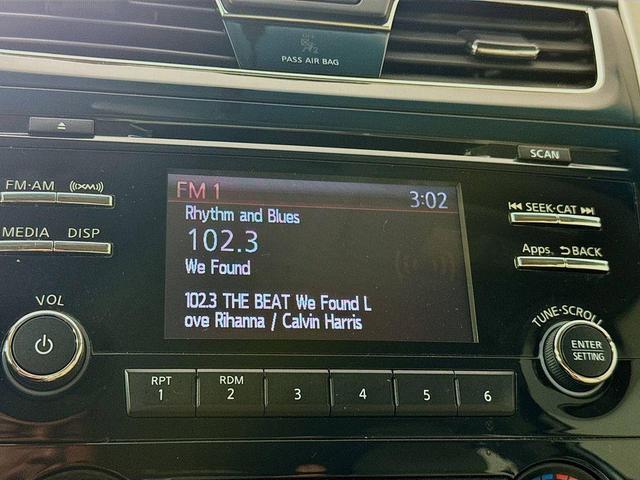 PASS AIR BAG
SCAN
FM·AM
((XM))
MEDIA
DISP
VOL
FM 1
3:02
Rhythm and Blues
102.3
We Found
102.3 THE BEAT We Found L
ove Rihanna / Calvin Harris
SEEK·CAT
Apps
BACK
TUNE·SCROLL
ENTER
SETTING
RPT
1
RDM
2
3
4
5
6